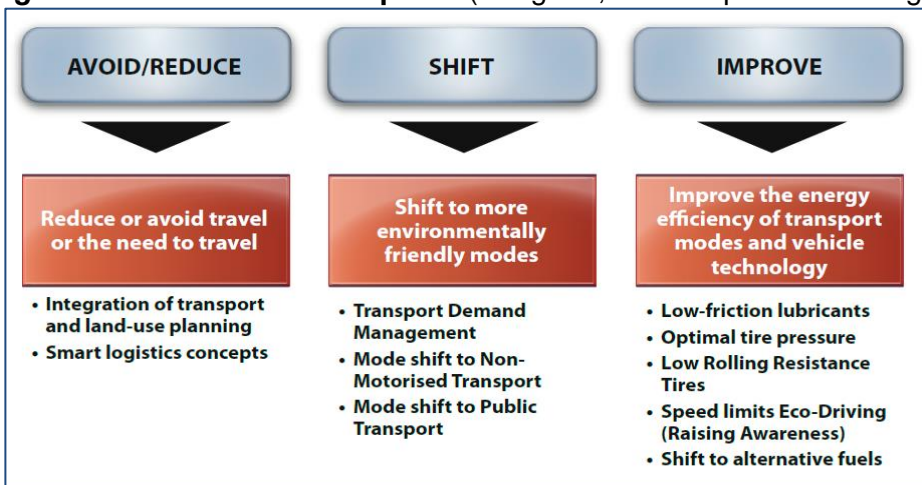 AVOID/REDUCE
Reduce or avoid travel
or the need to travel
• Integration of transport
and land-use planning
• Smart logistics concepts
SHIFT
Shift to more
environmentally
friendly modes
• Transport Demand
Management
• Mode shift to Non-
Motorised Transport
• Mode shift to Public
Transport
IMPROVE
Improve the energy
efficiency of transport
modes and vehicle
technology
• Low-friction lubricants
• Optimal tire pressure
• Low Rolling Resistance
Tires
• Speed limits Eco-Driving
(Raising Awareness)
• Shift to alternative fuels